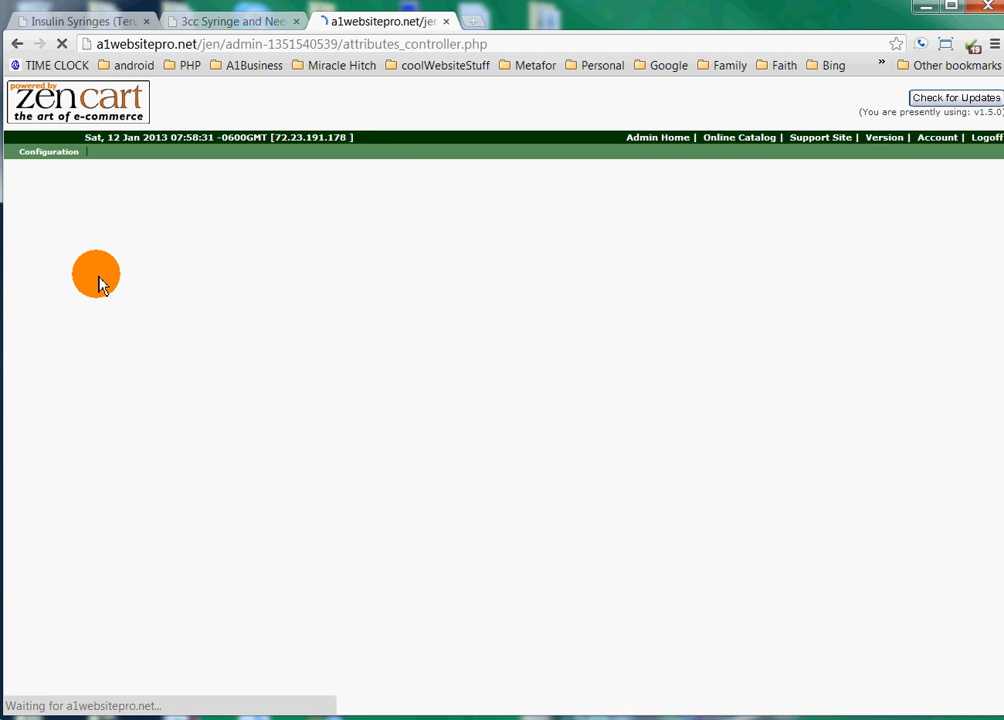 Insulin Syringes (Teru
3cc Syringe and Nee
a1websitepro.net/jer
a1websitepro.net/jen/admin-1351540539/attributes_controller.php
19
TIME CLOCK android PHP A1Business Miracle Hitch coolWebsiteStuff Metafor Personal Google Family Faith Bing » Other bookmarks
powered by
zen cart
the art of e-commerce
Check for Updates
(You are presently using: v1.5.0)
Sat, 12 Jan 2013 07:58:31 -0600GMT [72.23.191.178 ]
Admin Home | Online Catalog | Support Site | Version | Account | Logoff
Configuration |
Waiting for a1websitepro.net...